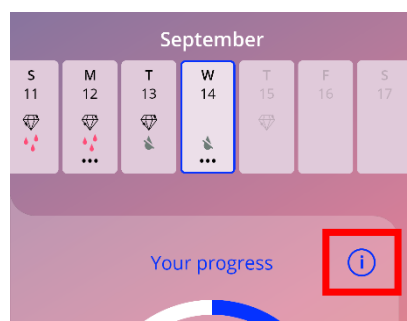 September
S M T W T F S
11 12 13 14 15 16 17
Your progress
i